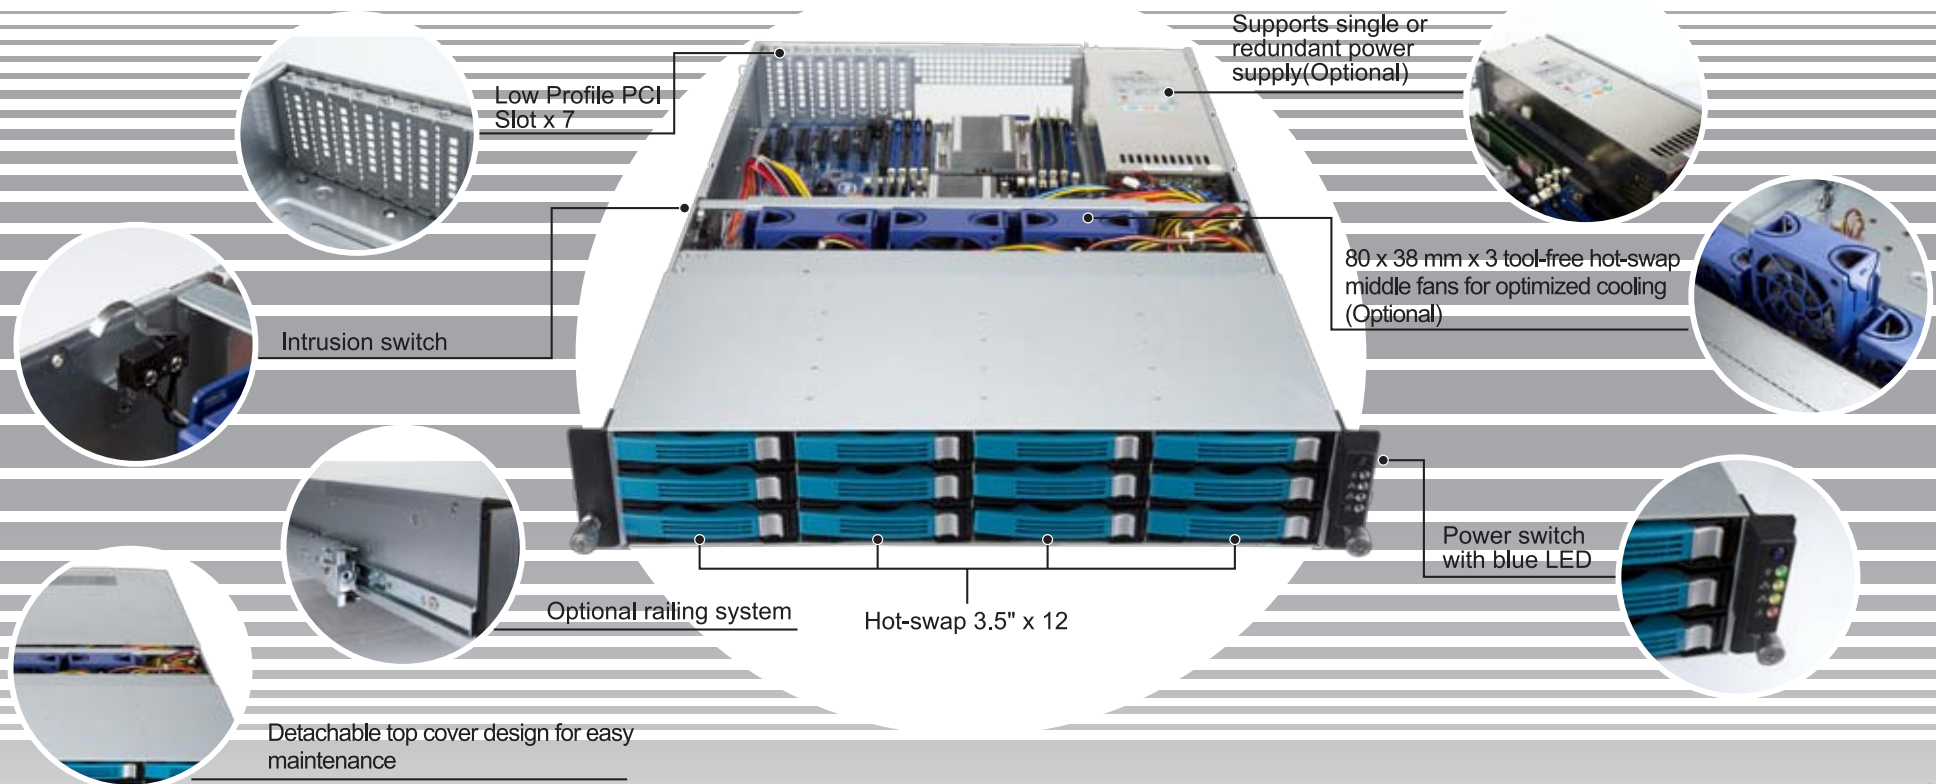 Supports single or
redundant power
supply(Optional)
Low Profile PCI
Slot x 7
80 x 38 mm x 3 tool-free hot-swap
middle fans for optimized cooling
(Optional)
Intrusion switch
Power switch
with blue LED
Optional railing system
Hot-swap 3.5" x 12
Detachable top cover design for easy
maintenance